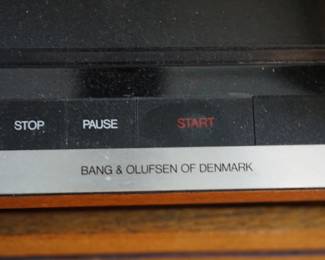 STOP PAUSE START
BANG & OLUFSEN OF DENMARK